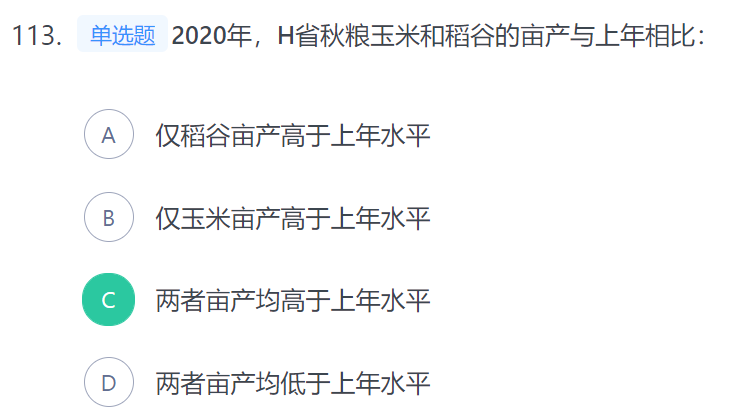 113. 单选题 2020年，H省秋粮玉米和稻谷的亩产与上年相比：
A 仅稻谷亩产高于上年水平
B 仅玉米亩产高于上年水平
C 两者亩产均高于上年水平
D 两者亩产均低于上年水平